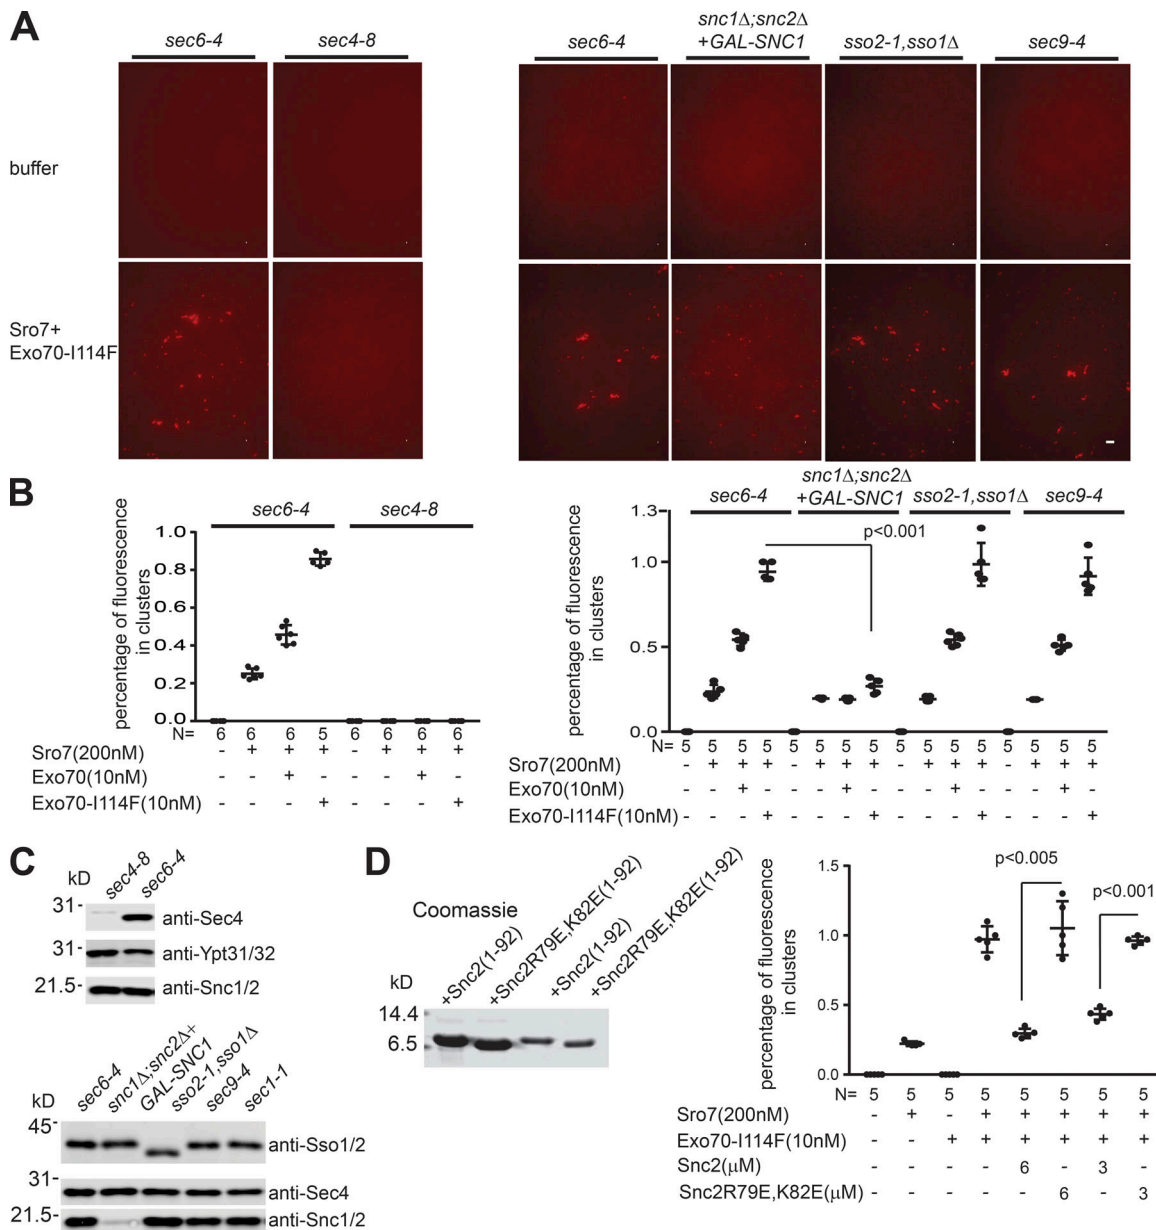 A
sec6-4
sec4-8
sec6-4
snc1Δ;snc2Δ
+GAL-SNC1
sso2-1,sso1Δ
sec9-4
buffer
Sro7+
Exo70-I114F
B
percentage of fluorescence
in clusters
sec6-4
sec4-8
1.0
0.8
0.6
0.4
0.2
0.0
N= 6 6 6 5 6 6 6 6
Sro7(200nM) - + + + - + + +
Exo70(10nM) - - + - - - + -
Exo70-I114F(10nM) - - - + - - - +
percentage of fluorescence
in clusters
sec6-4
snc1Δ;snc2Δ
+GAL-SNC1
sso2-1,sso1Δ
sec9-4
p<0.001
1.3
1.0
0.5
0.0
N= 5 5 5 5 5 5 5 5 5 5 5 5 5 5 5 5
Sro7(200nM) - + + + - + + + - + + + - + + +
Exo70(10nM) - - + - - - + - - - + - - - + -
Exo70-I114F(10nM) - - - + - - - + - - - + - - - +
C
kD
sec4-8
sec6-4
31-
anti-Sec4
31-
anti-Ypt31/32
21.5-
anti-Snc1/2
kD
sec6-4
snc1Δ;snc2Δ+
GAL-SNC1
sso2-1,sso1Δ
sec9-4
sec1-1
45-
anti-Sso1/2
31-
anti-Sec4
21.5-
anti-Snc1/2
D
Coomassie
kD
+Snc2(1-92)
+Snc2R79E,K82E(1-92)
+Snc2(1-92)
+Snc2R79E,K82E(1-92)
14.4
6.5
percentage of fluorescence
in clusters
p<0.005
p<0.001
1.5
1.0
0.5
0.0
N= 5 5 5 5 5 5 5 5
Sro7(200nM) - + - + + + + +
Exo70-I114F(10nM) - - + + + + + +
Snc2(μM) - - - - 6 - 3 -
Snc2R79E,K82E(μM) - - - - - 6 - 3